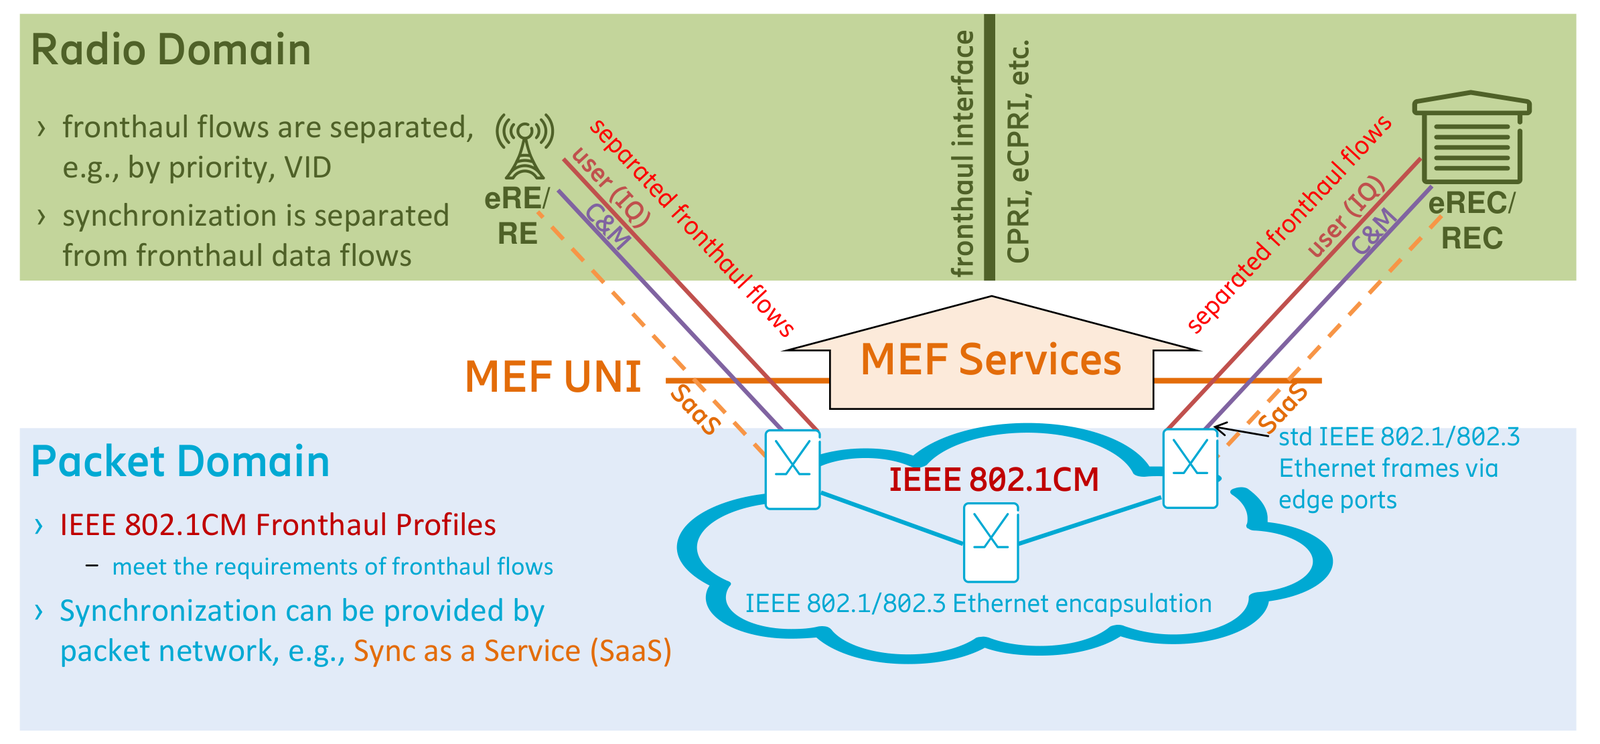 Radio Domain
› fronthaul flows are separated,
e.g., by priority, VID
› synchronization is separated
from fronthaul data flows
eRE/
RE
separated fronthaul flows
user (IQ)
C&M
SaaS
fronthaul interface
CPRI, eCPRI, etc.
separated fronthaul flows
user (IQ)
C&M
SaaS
eREC/
REC
MEF UNI
MEF Services
Packet Domain
› IEEE 802.1CM Fronthaul Profiles
– meet the requirements of fronthaul flows
› Synchronization can be provided by
packet network, e.g., Sync as a Service (SaaS)
IEEE 802.1CM
IEEE 802.1/802.3 Ethernet encapsulation
std IEEE 802.1/802.3
Ethernet frames via
edge ports